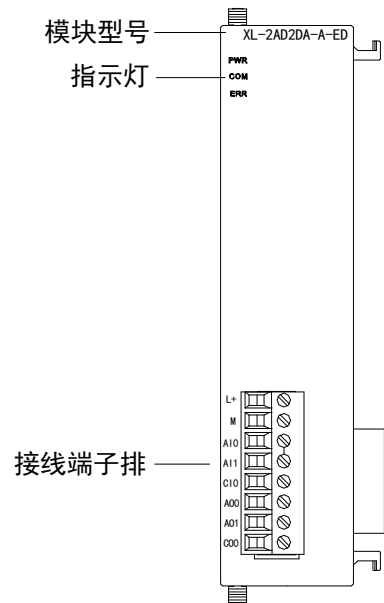 模块型号
XL-2AD2DA-A-ED
PWR
指示灯
COM
ERR
L+
M
AI0
接线端子排
AI1
CI0
AO0
AO1
CO0